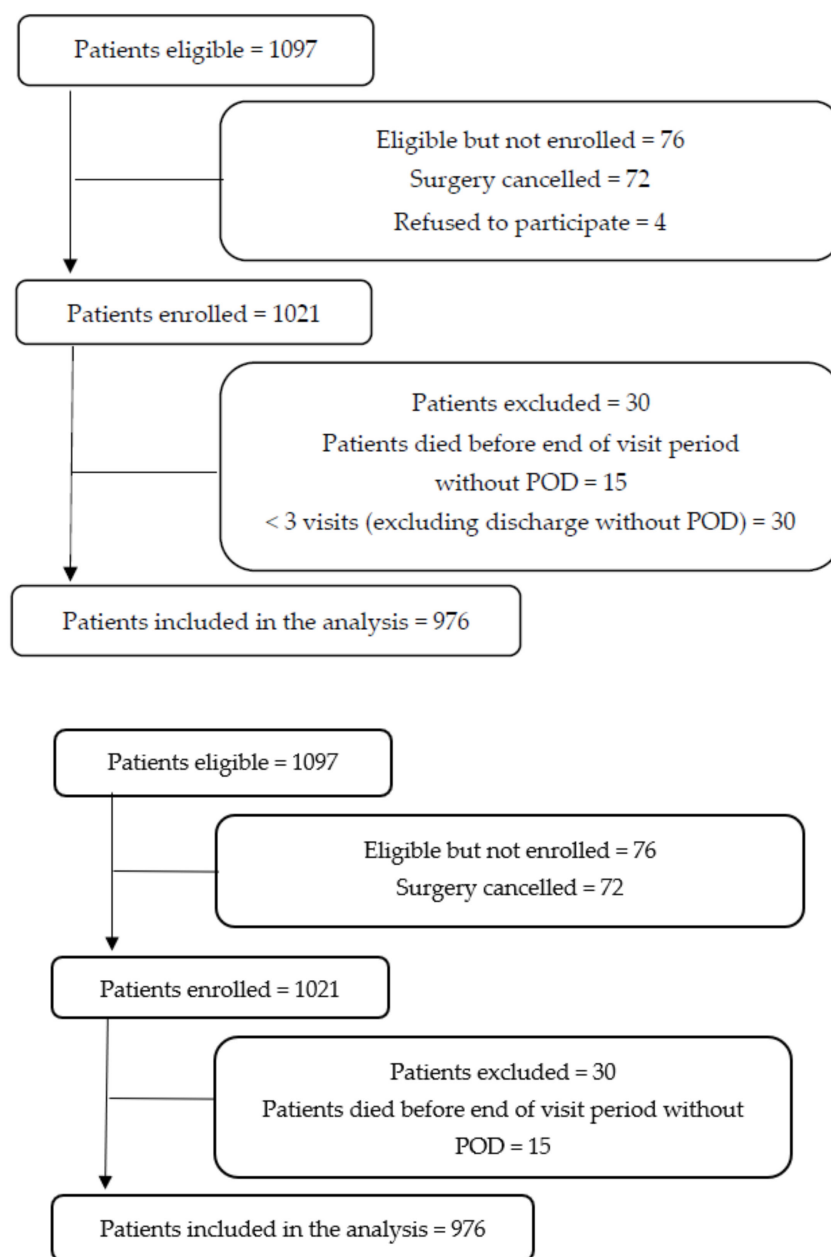 Patients eligible = 1097
Eligible but not enrolled = 76
Surgery cancelled = 72
Refused to participate = 4
Patients enrolled = 1021
Patients excluded = 30
Patients died before end of visit period
without POD = 15
< 3 visits (excluding discharge without POD) = 30
Patients included in the analysis = 976
Patients eligible = 1097
Eligible but not enrolled = 76
Surgery cancelled = 72
Patients enrolled = 1021
Patients excluded = 30
Patients died before end of visit period without
POD = 15
Patients included in the analysis = 976